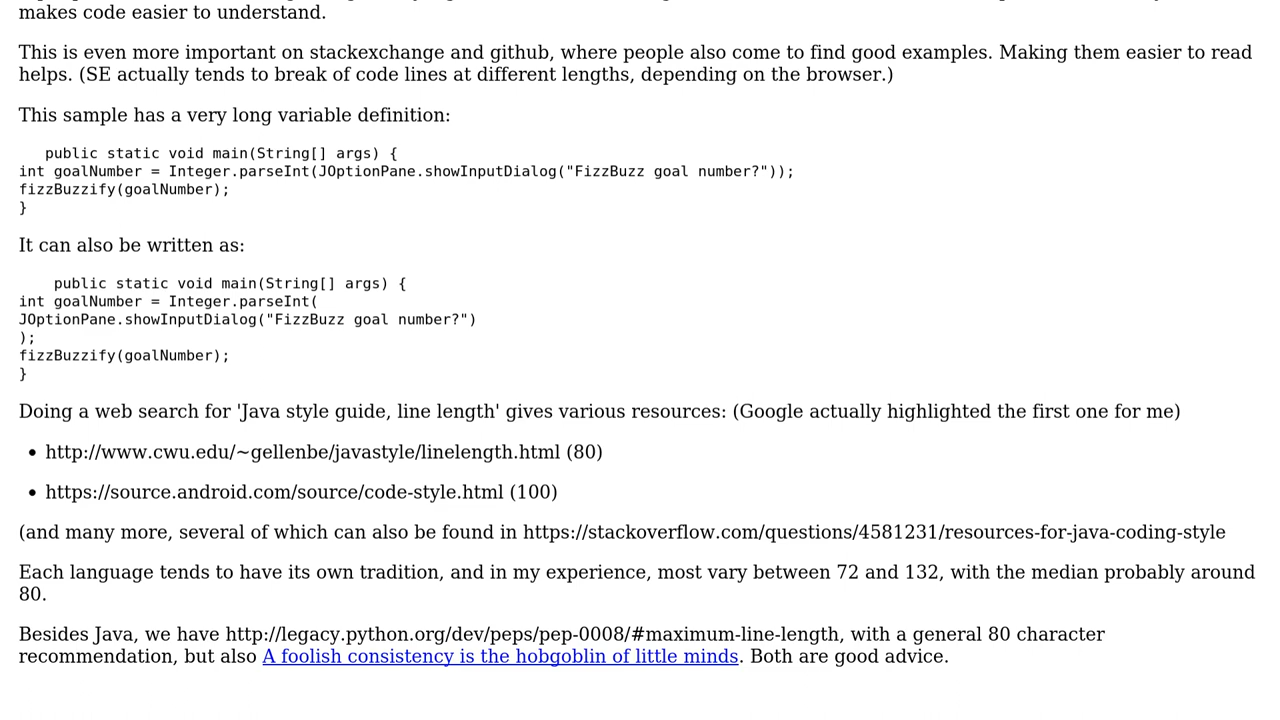 makes code easier to understand.
This is even more important on stackexchange and github, where people also come to find good examples. Making them easier to read
helps. (SE actually tends to break of code lines at different lengths, depending on the browser.)
This sample has a very long variable definition:
public static void main(String[] args) {
int goalNumber = Integer.parseInt(JOptionPane.showInputDialog("FizzBuzz goal number?"));
fizzBuzzify(goalNumber);
}
It can also be written as:
public static void main(String[] args) {
int goalNumber = Integer.parseInt(
JOptionPane.showInputDialog("FizzBuzz goal number?")
);
fizzBuzzify(goalNumber);
}
Doing a web search for 'Java style guide, line length' gives various resources: (Google actually highlighted the first one for me)
• http://www.cwu.edu/~gellenbe/javastyle/linelength.html (80)
• https://source.android.com/source/code-style.html (100)
(and many more, several of which can also be found in https://stackoverflow.com/questions/4581231/resources-for-java-coding-style
Each language tends to have its own tradition, and in my experience, most vary between 72 and 132, with the median probably around
80.
Besides Java, we have http://legacy.python.org/dev/peps/pep-0008/#maximum-line-length, with a general 80 character
recommendation, but also A foolish consistency is the hobgoblin of little minds. Both are good advice.